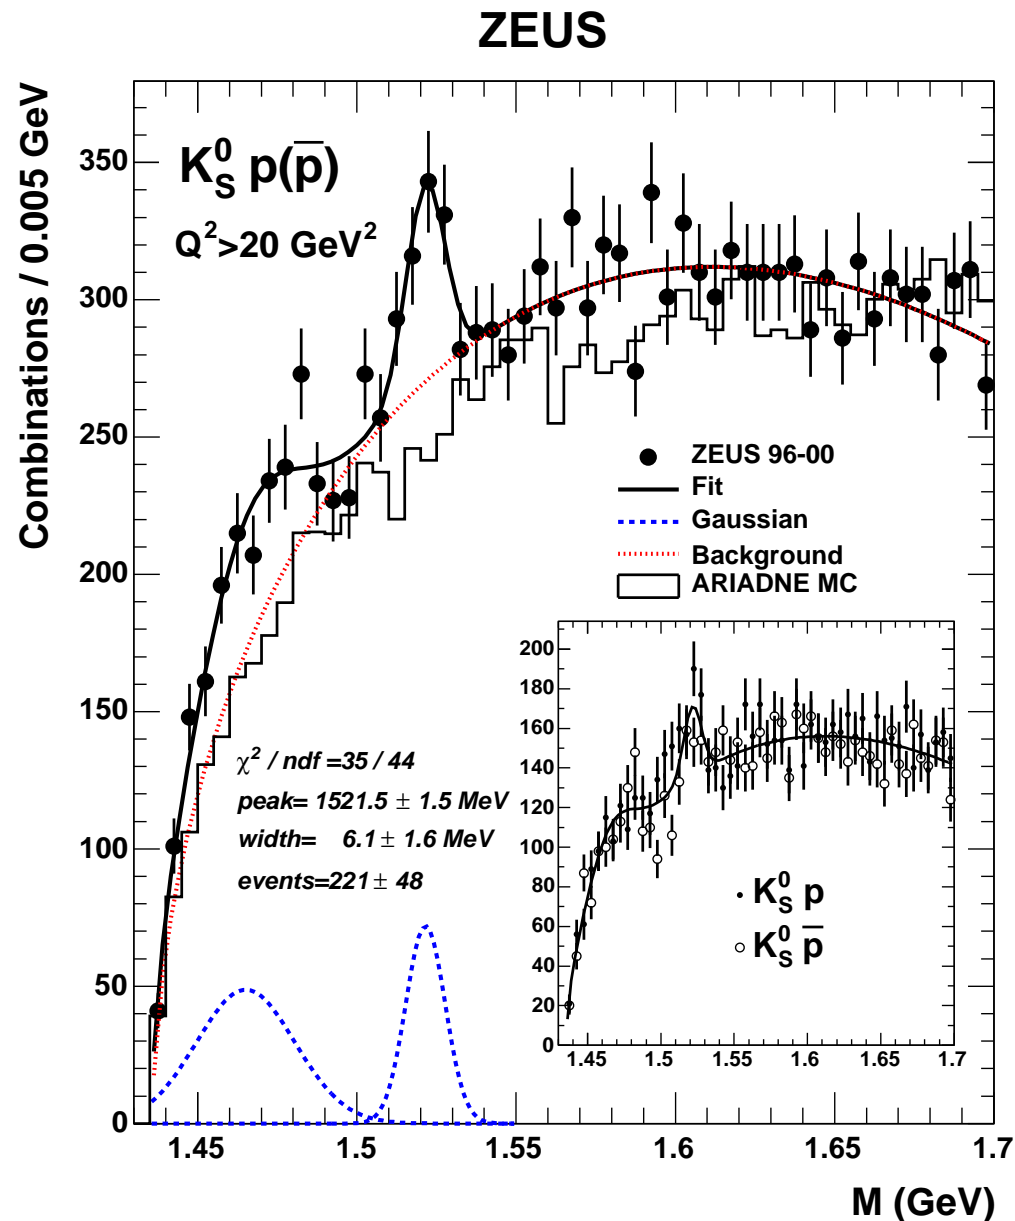 ZEUS
Combinations / 0.005 GeV
K⁰_S p(p̅)
Q²>20 GeV²
350
300
250
200
150
100
50
0
ZEUS 96-00
Fit
Gaussian
Background
ARIADNE MC
χ² / ndf =35 / 44
peak= 1521.5 ± 1.5 MeV
width= 6.1 ± 1.6 MeV
events=221 ± 48
200
180
160
140
120
100
80
60
40
20
0
K⁰_S p
K⁰_S p̅
1.45 1.5 1.55 1.6 1.65 1.7
1.45 1.5 1.55 1.6 1.65 1.7
M (GeV)